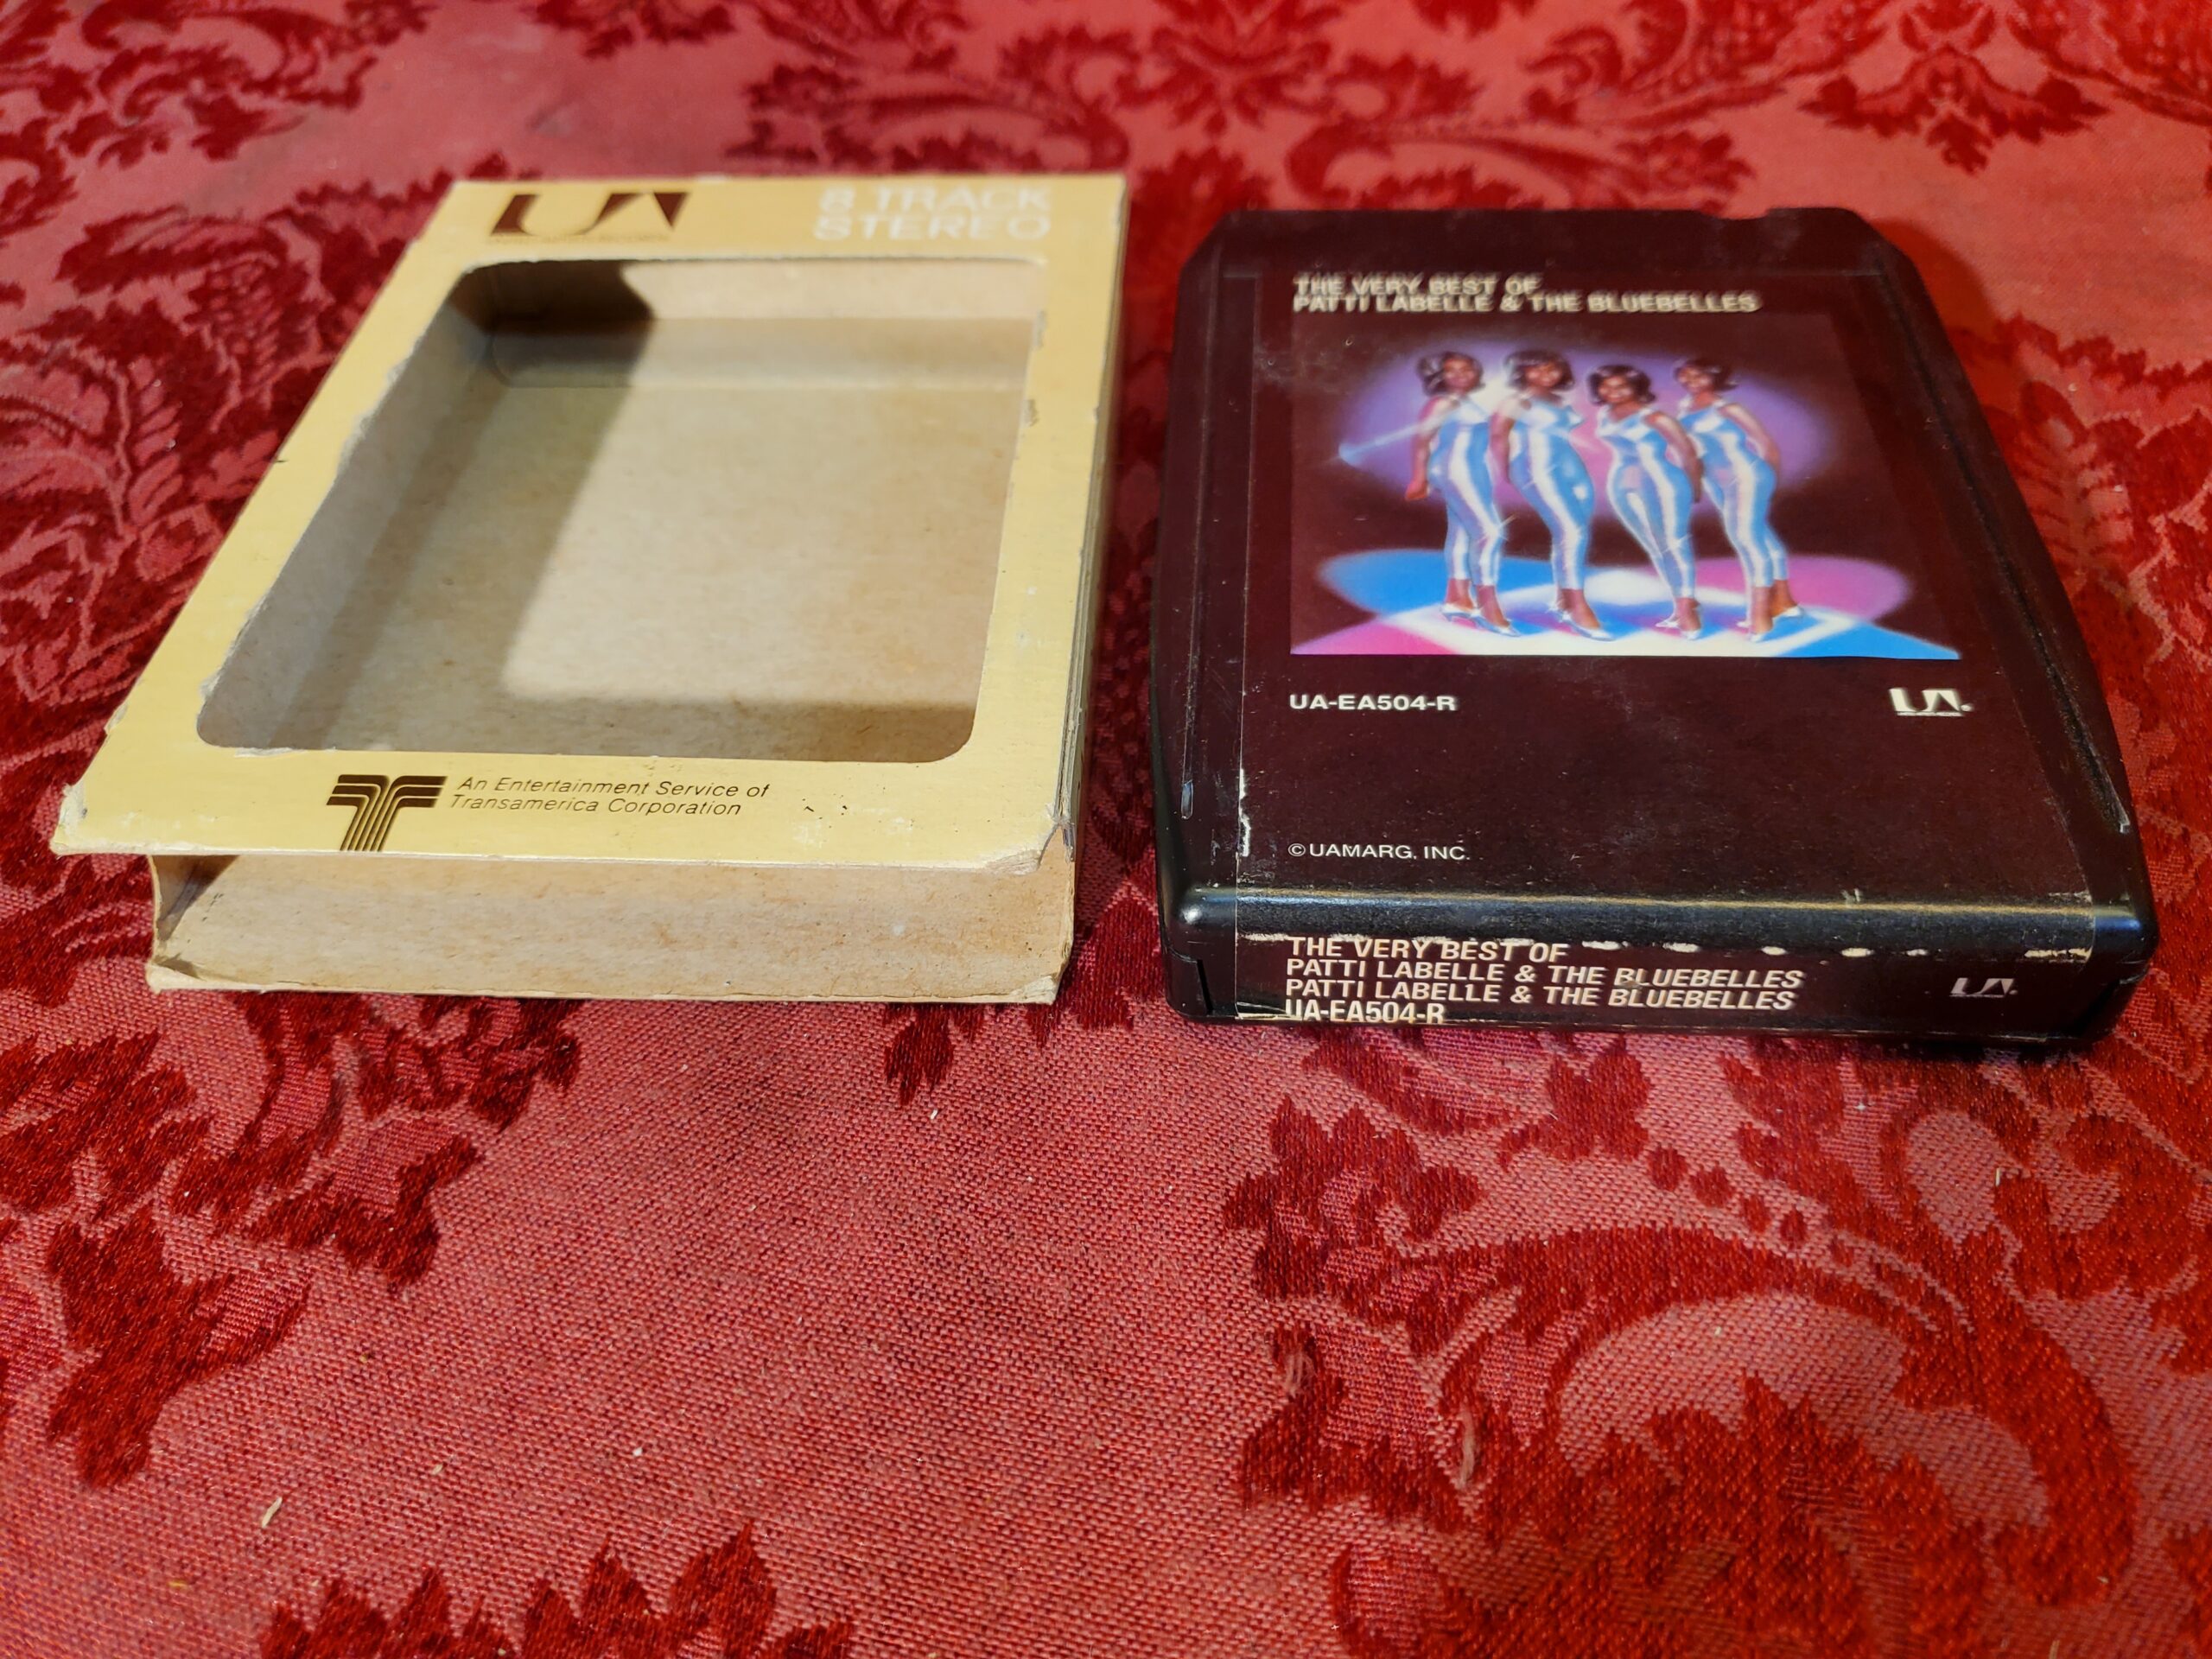 UA
8 TRACK
STEREO
An Entertainment Service of
Transamerica Corporation
THE VERY BEST OF
PATTI LABELLE & THE BLUEBELLES
UA-EA504-R
UA
©UAMARG, INC.
THE VERY BEST OF
PATTI LABELLE & THE BLUEBELLES
PATTI LABELLE & THE BLUEBELLES
UA-EA504-R
UA